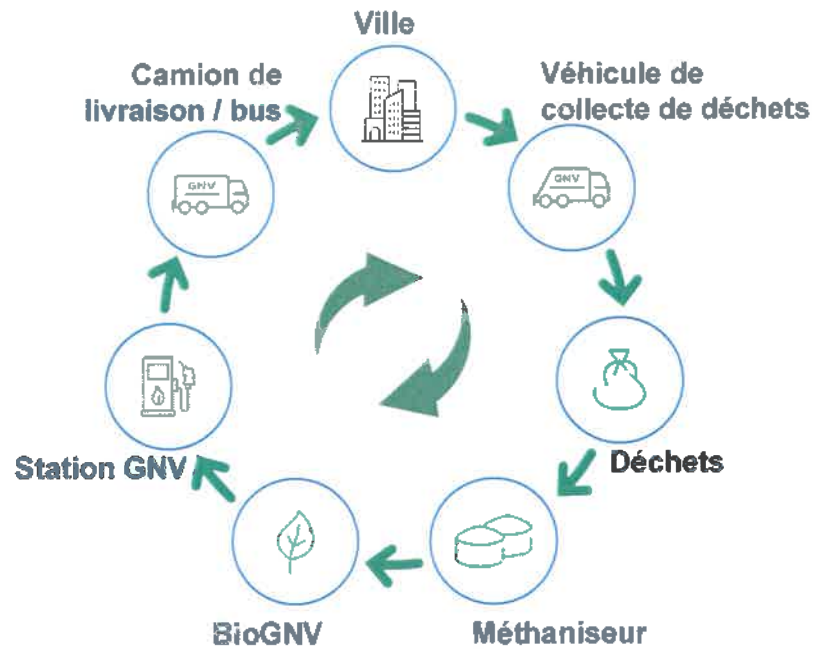 Ville
Camion de
livraison / bus
Véhicule de
collecte de déchets
GNV
GNV
Station GNV
Déchets
BioGNV
Méthaniseur